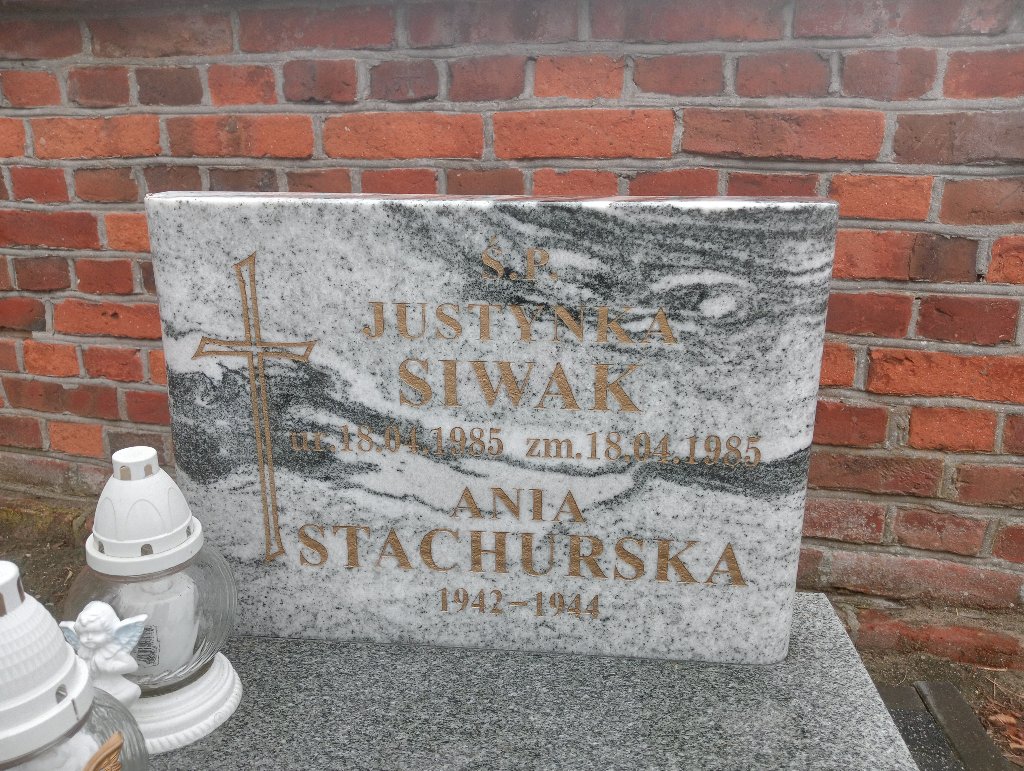 Ś.P.
JUSTYNKA
SIWAK
ur.18.04.1985 zm.18.04.1985
ANIA
STACHURSKA
1942-1944